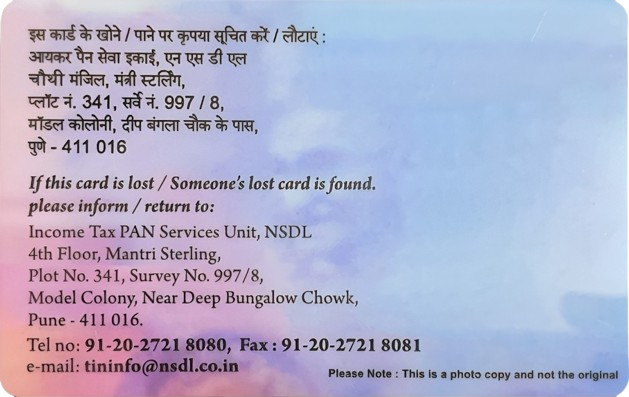 इस कार्ड के खोने / पाने पर कृपया सूचित करें / लौटाएं :
आयकर पैन सेवा इकाई, एन एस डी एल
चौथी मंजिल, मंत्री स्टर्लिंग,
प्लॉट नं. 341, सर्वे नं. 997 / 8,
मॉडल कोलोनी, दीप बंगला चौक के पास,
पुणे - 411 016
If this card is lost / Someone's lost card is found.
please inform / return to:
Income Tax PAN Services Unit, NSDL
4th Floor, Mantri Sterling,
Plot No. 341, Survey No. 997/8,
Model Colony, Near Deep Bungalow Chowk,
Pune - 411 016.
Tel no: 91-20-2721 8080, Fax : 91-20-2721 8081
e-mail: tininfo@nsdl.co.in
Please Note : This is a photo copy and not the original